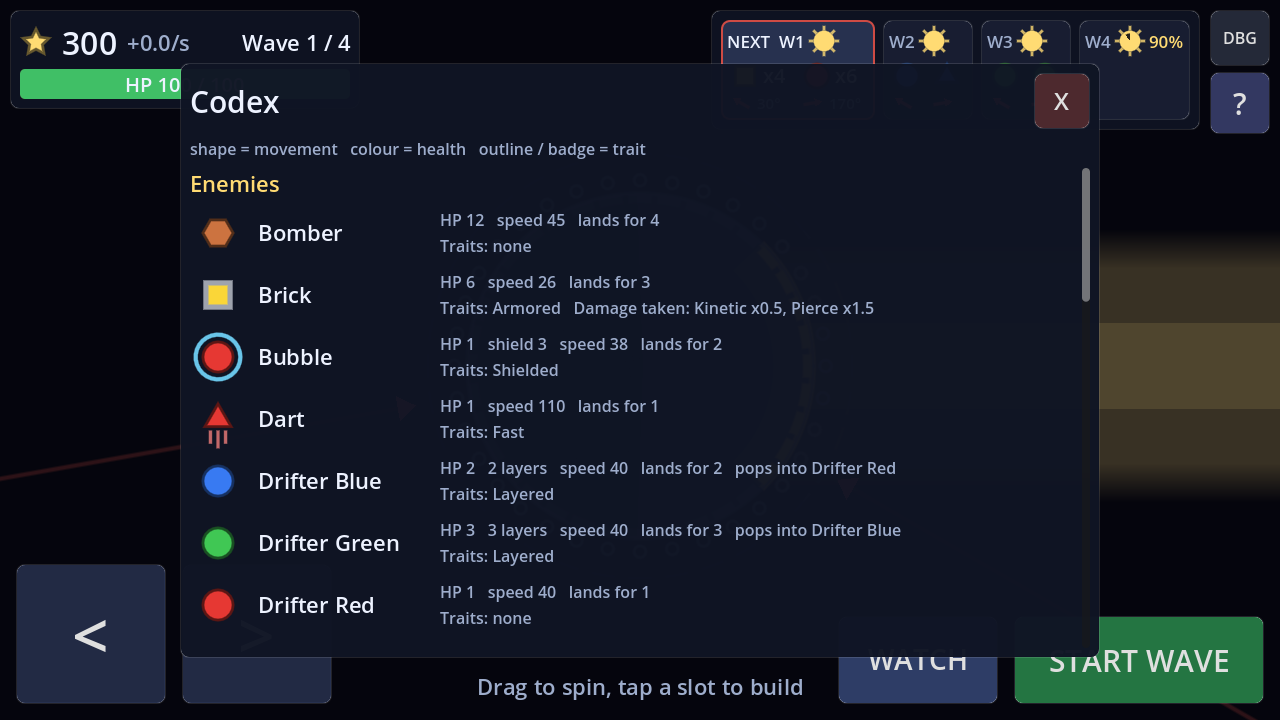 300 +0.0/s Wave 1 / 4
HP 10
NEXT W1
W2
W3
W4 90%
DBG
?
Codex
X
shape = movement colour = health outline / badge = trait
Enemies
Bomber
HP 12 speed 45 lands for 4
Traits: none
Brick
HP 6 speed 26 lands for 3
Traits: Armored Damage taken: Kinetic x0.5, Pierce x1.5
Bubble
HP 1 shield 3 speed 38 lands for 2
Traits: Shielded
Dart
HP 1 speed 110 lands for 1
Traits: Fast
Drifter Blue
HP 2 2 layers speed 40 lands for 2 pops into Drifter Red
Traits: Layered
Drifter Green
HP 3 3 layers speed 40 lands for 3 pops into Drifter Blue
Traits: Layered
Drifter Red
HP 1 speed 40 lands for 1
Traits: none
<
>
Drag to spin, tap a slot to build
WATCH
START WAVE